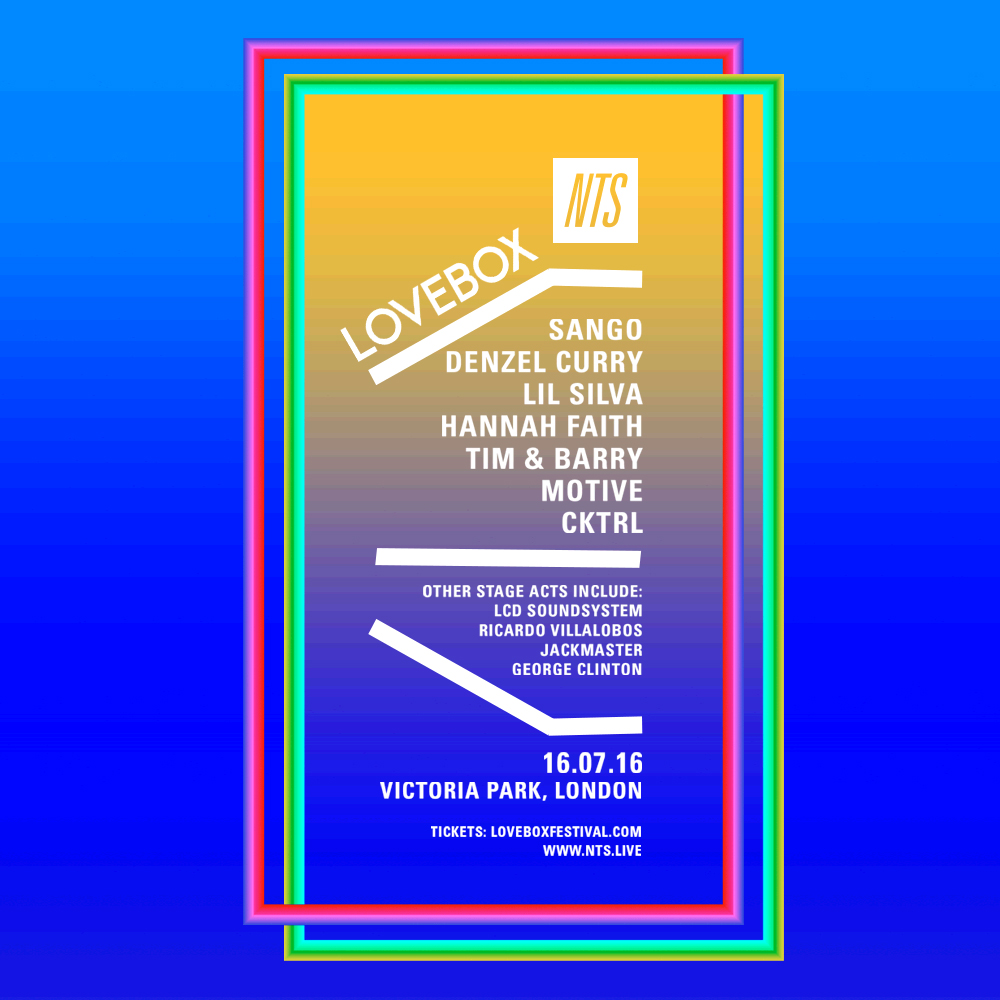 NTS
LOVEBOX
SANGO
DENZEL CURRY
LIL SILVA
HANNAH FAITH
TIM & BARRY
MOTIVE
CKTRL
OTHER STAGE ACTS INCLUDE:
LCD SOUNDSYSTEM
RICARDO VILLALOBOS
JACKMASTER
GEORGE CLINTON
16.07.16
VICTORIA PARK, LONDON
TICKETS: LOVEBOXFESTIVAL.COM
WWW.NTS.LIVE